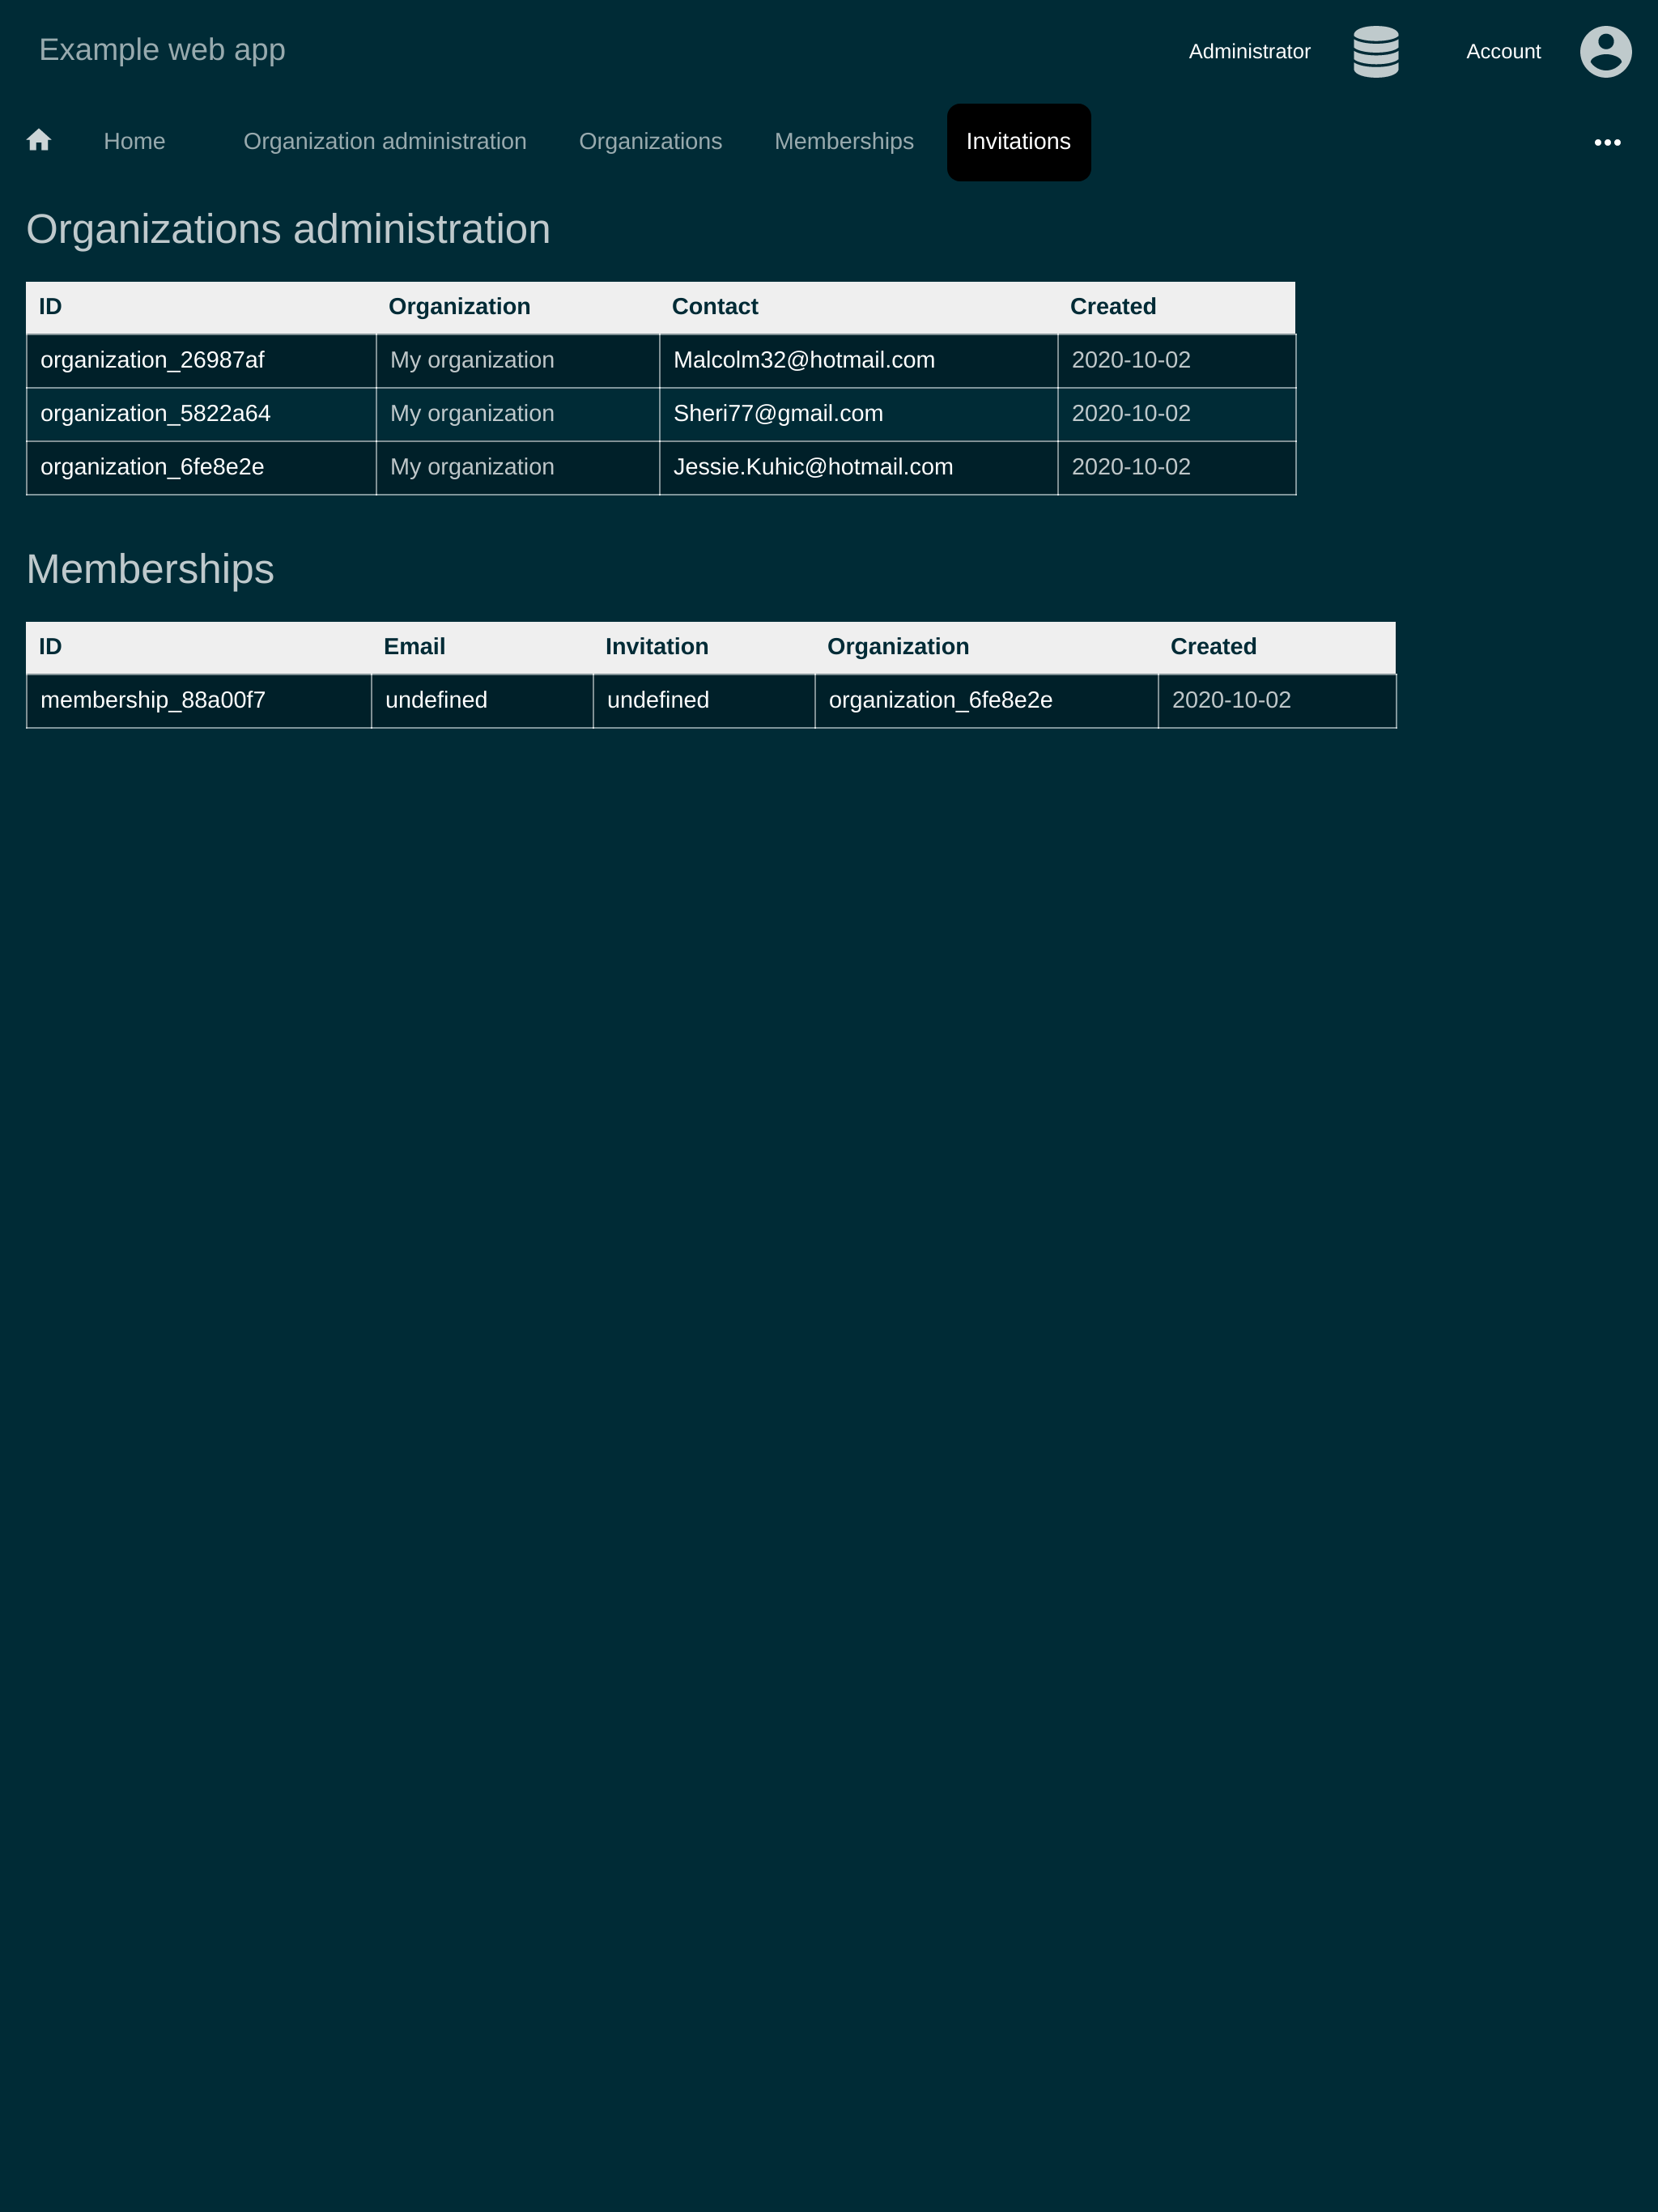 Example web app Administrator Account
Home Organization administration Organizations Memberships Invitations
Organizations administration
ID Organization Contact Created
organization_26987af My organization Malcolm32@hotmail.com 2020-10-02
organization_5822a64 My organization Sheri77@gmail.com 2020-10-02
organization_6fe8e2e My organization Jessie.Kuhic@hotmail.com 2020-10-02
Memberships
ID Email Invitation Organization Created
membership_88a00f7 undefined undefined organization_6fe8e2e 2020-10-02